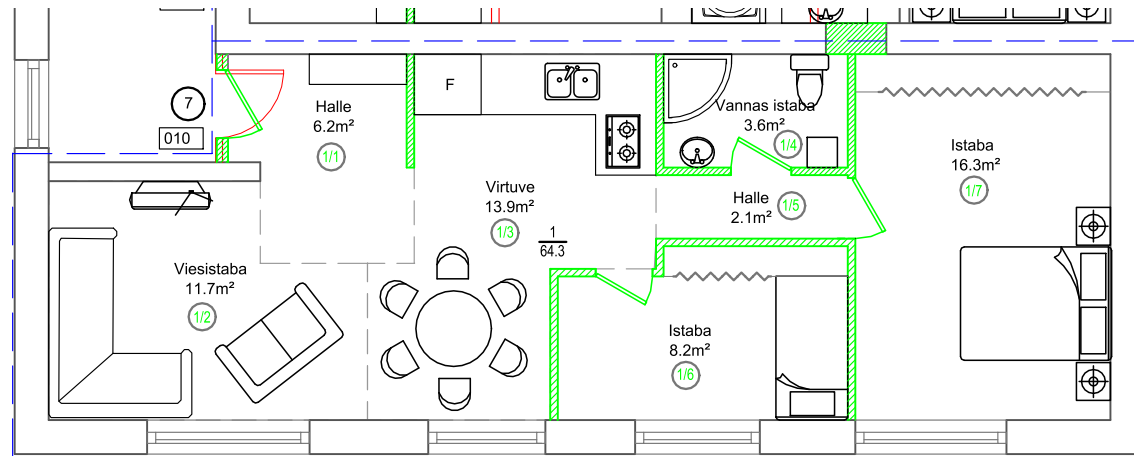 7
010
Halle
6.2m²
1/1
F
Vannas istaba
3.6m²
1/4
Istaba
16.3m²
1/7
Virtuve
13.9m²
1/3
1
64.3
Halle
2.1m²
1/5
Viesistaba
11.7m²
1/2
Istaba
8.2m²
1/6